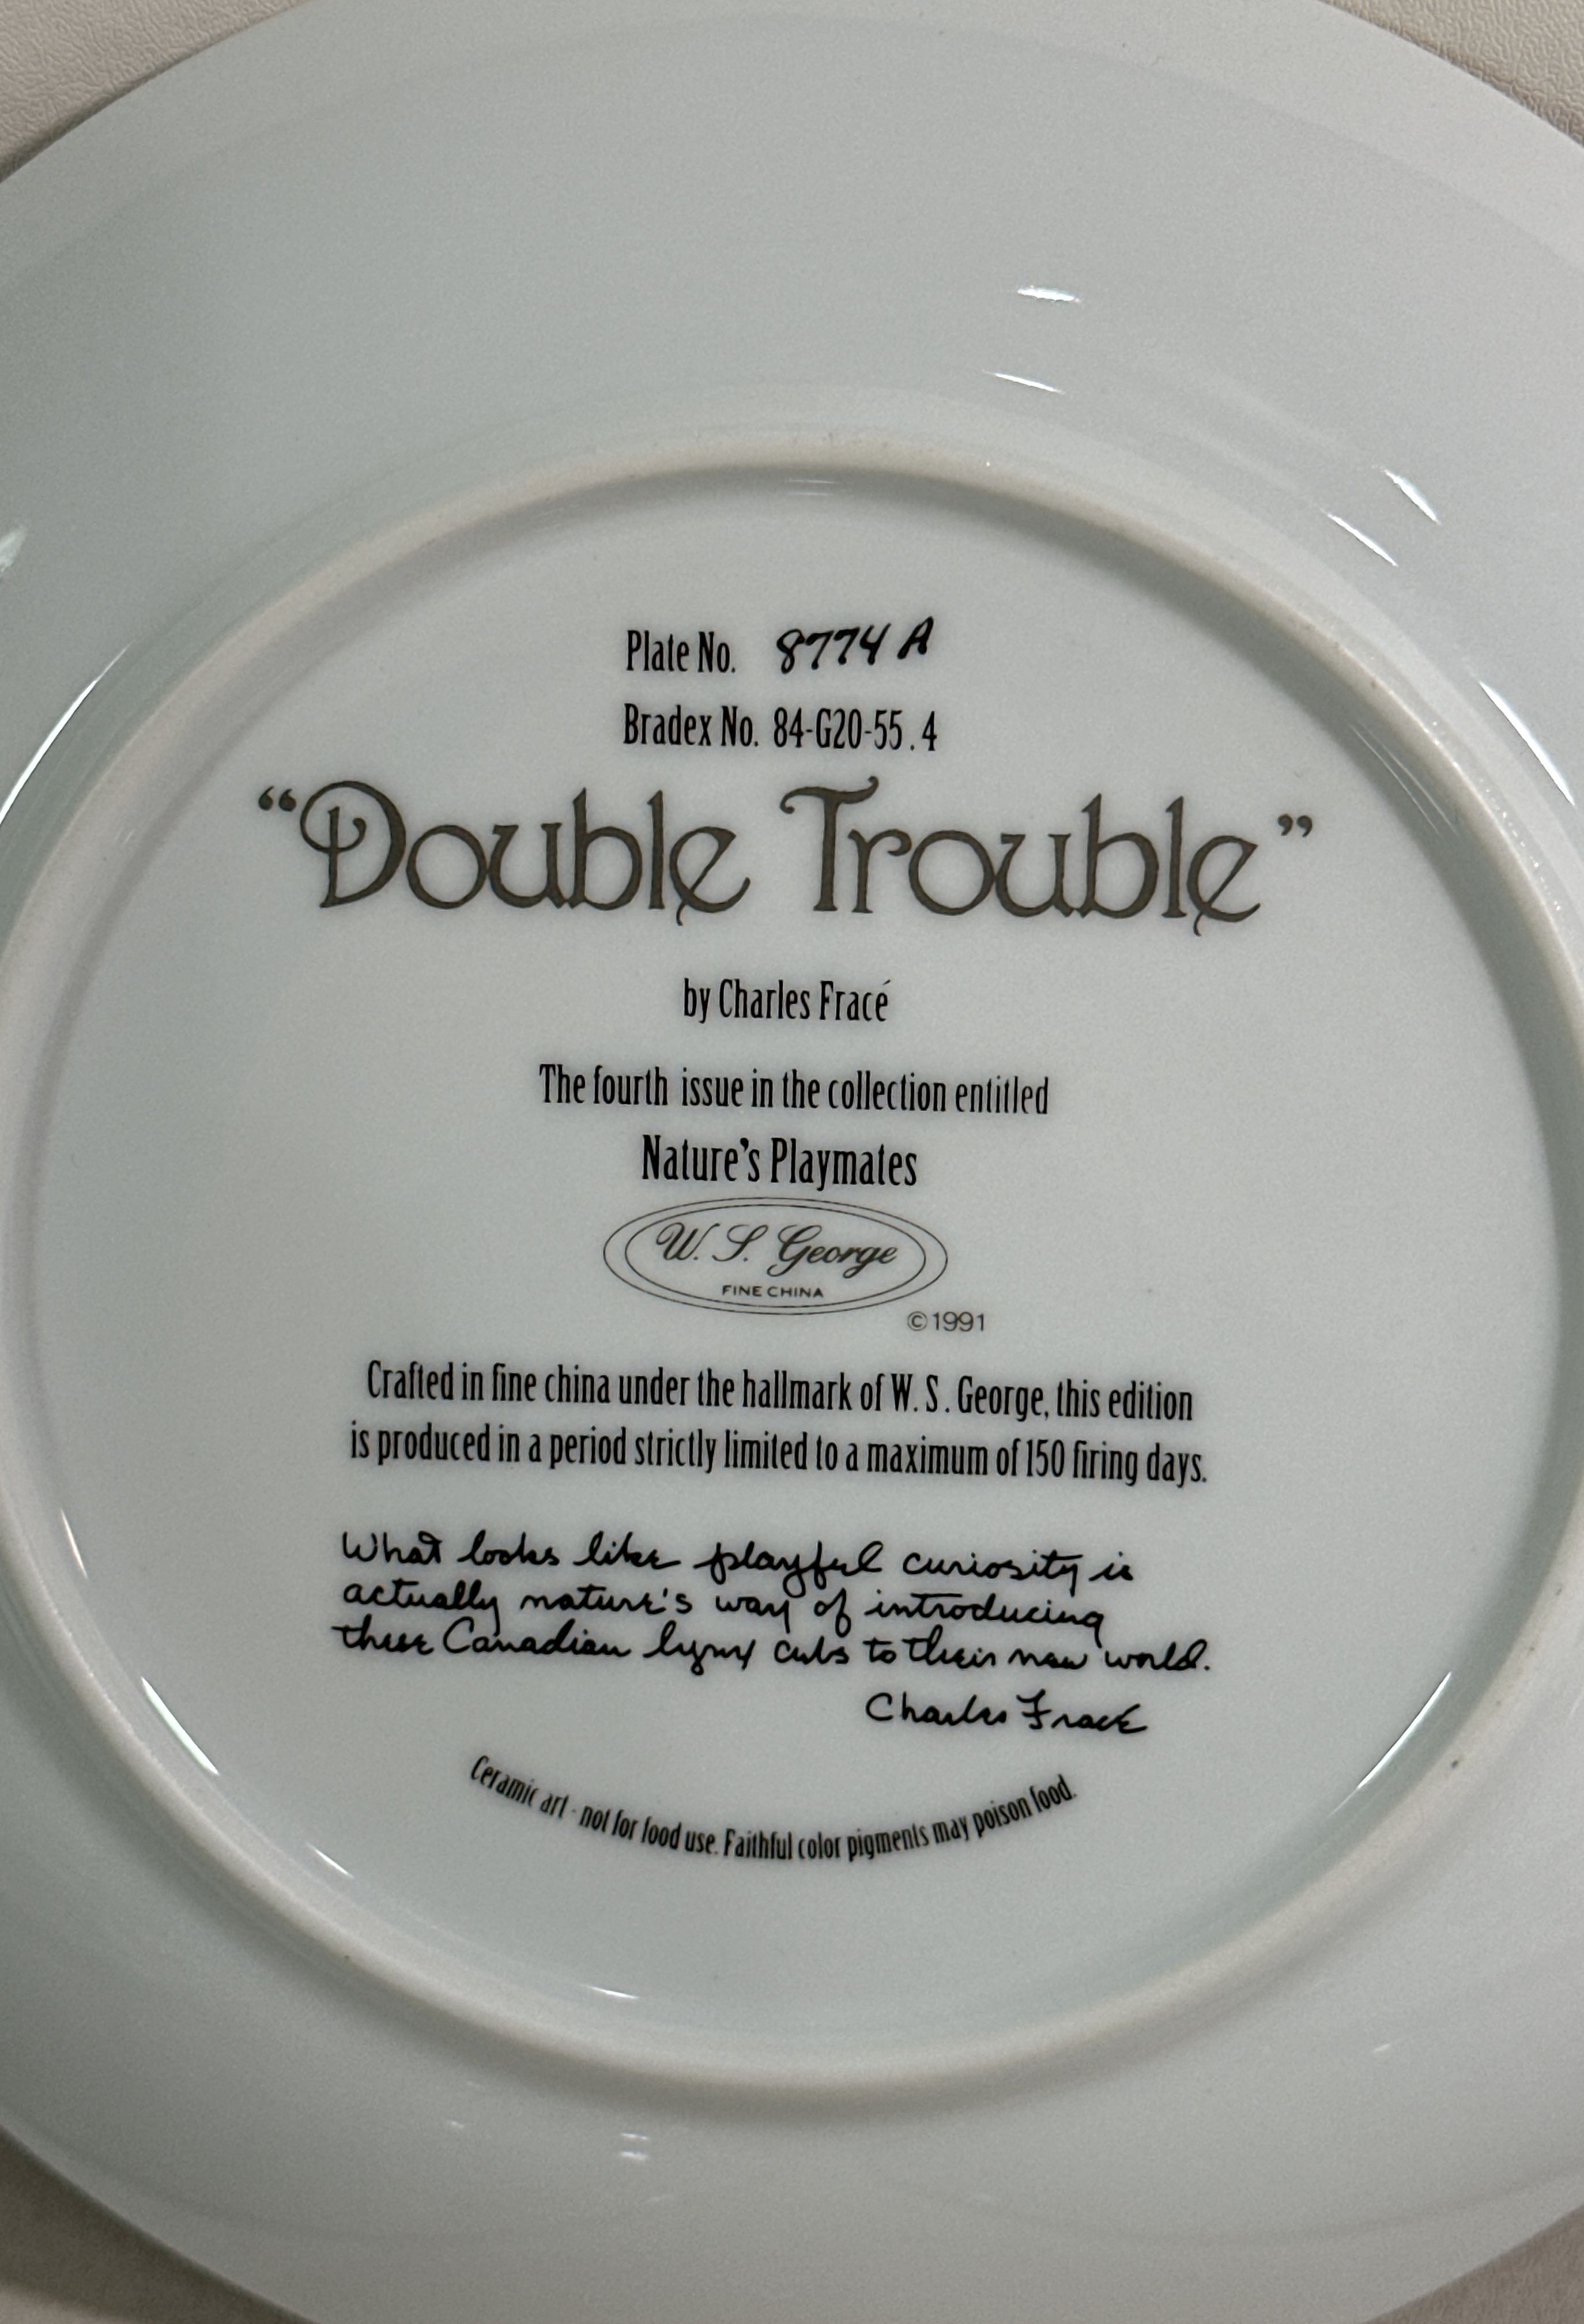 Plate No. 8774 A
Bradex No. 84-G20-55.4
“Double Trouble”
by Charles Fracé
The fourth issue in the collection entitled
Nature's Playmates
W. S. George
FINE CHINA
©1991
Crafted in fine china under the hallmark of W. S. George, this edition
is produced in a period strictly limited to a maximum of 150 firing days.
What looks like playful curiosity is
actually nature's way of introducing
these Canadian lynx cubs to their new world.
Charles Fracé
Ceramic art - not for food use. Faithful color pigments may poison food.